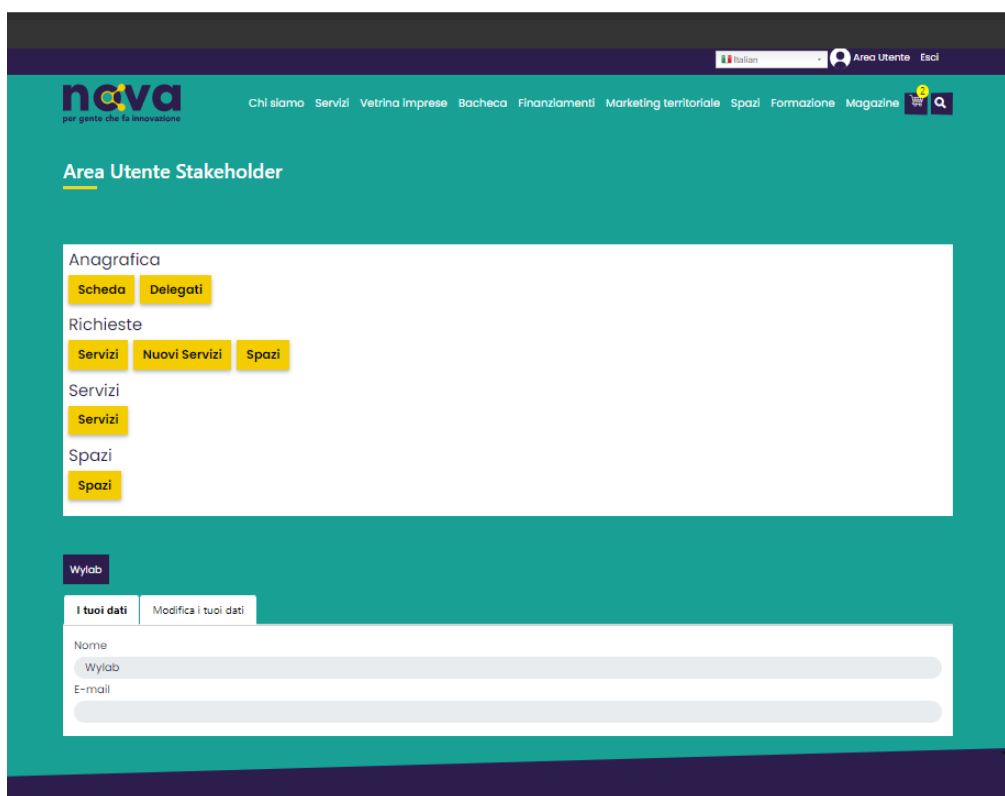 Italian
Area Utente Esci
nova
per gente che fa innovazione
Chi siamo Servizi Vetrina imprese Bacheca Finanziamenti Marketing territoriale Spazi Formazione Magazine 2
Area Utente Stakeholder
Anagrafica
Scheda Delegati
Richieste
Servizi Nuovi Servizi Spazi
Servizi
Servizi
Spazi
Spazi
Wylab
I tuoi dati Modifica i tuoi dati
Nome
Wylab
E-mail